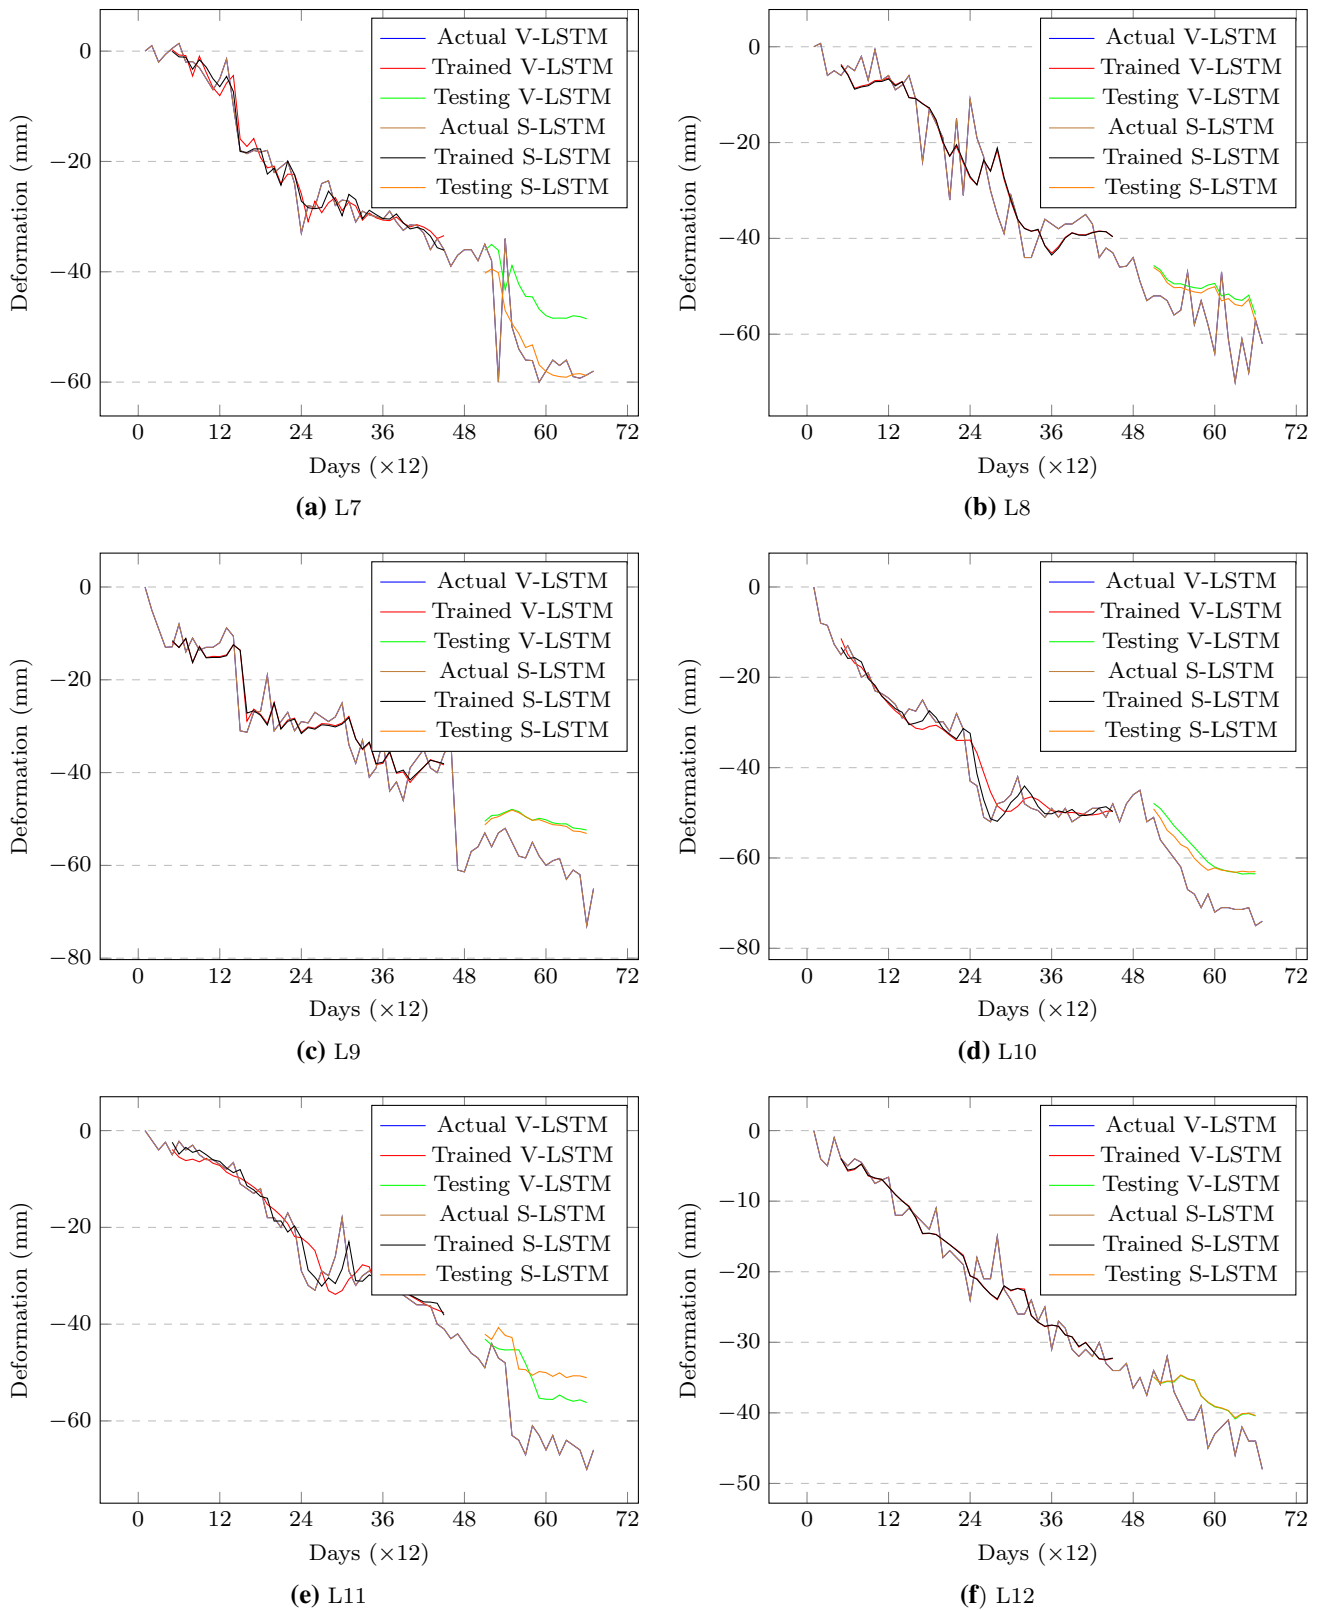 0
−20
−40
−60
Deformation (mm)
Actual V-LSTM
Trained V-LSTM
Testing V-LSTM
Actual S-LSTM
Trained S-LSTM
Testing S-LSTM
0 12 24 36 48 60 72
Days (×12)
(a) L7
0
−20
−40
−60
Deformation (mm)
Actual V-LSTM
Trained V-LSTM
Testing V-LSTM
Actual S-LSTM
Trained S-LSTM
Testing S-LSTM
0 12 24 36 48 60 72
Days (×12)
(b) L8
0
−20
−40
−60
−80
Deformation (mm)
Actual V-LSTM
Trained V-LSTM
Testing V-LSTM
Actual S-LSTM
Trained S-LSTM
Testing S-LSTM
0 12 24 36 48 60 72
Days (×12)
(c) L9
0
−20
−40
−60
−80
Deformation (mm)
Actual V-LSTM
Trained V-LSTM
Testing V-LSTM
Actual S-LSTM
Trained S-LSTM
Testing S-LSTM
0 12 24 36 48 60 72
Days (×12)
(d) L10
0
−20
−40
−60
Deformation (mm)
Actual V-LSTM
Trained V-LSTM
Testing V-LSTM
Actual S-LSTM
Trained S-LSTM
Testing S-LSTM
0 12 24 36 48 60 72
Days (×12)
(e) L11
0
−10
−20
−30
−40
−50
Deformation (mm)
Actual V-LSTM
Trained V-LSTM
Testing V-LSTM
Actual S-LSTM
Trained S-LSTM
Testing S-LSTM
0 12 24 36 48 60 72
Days (×12)
(f) L12